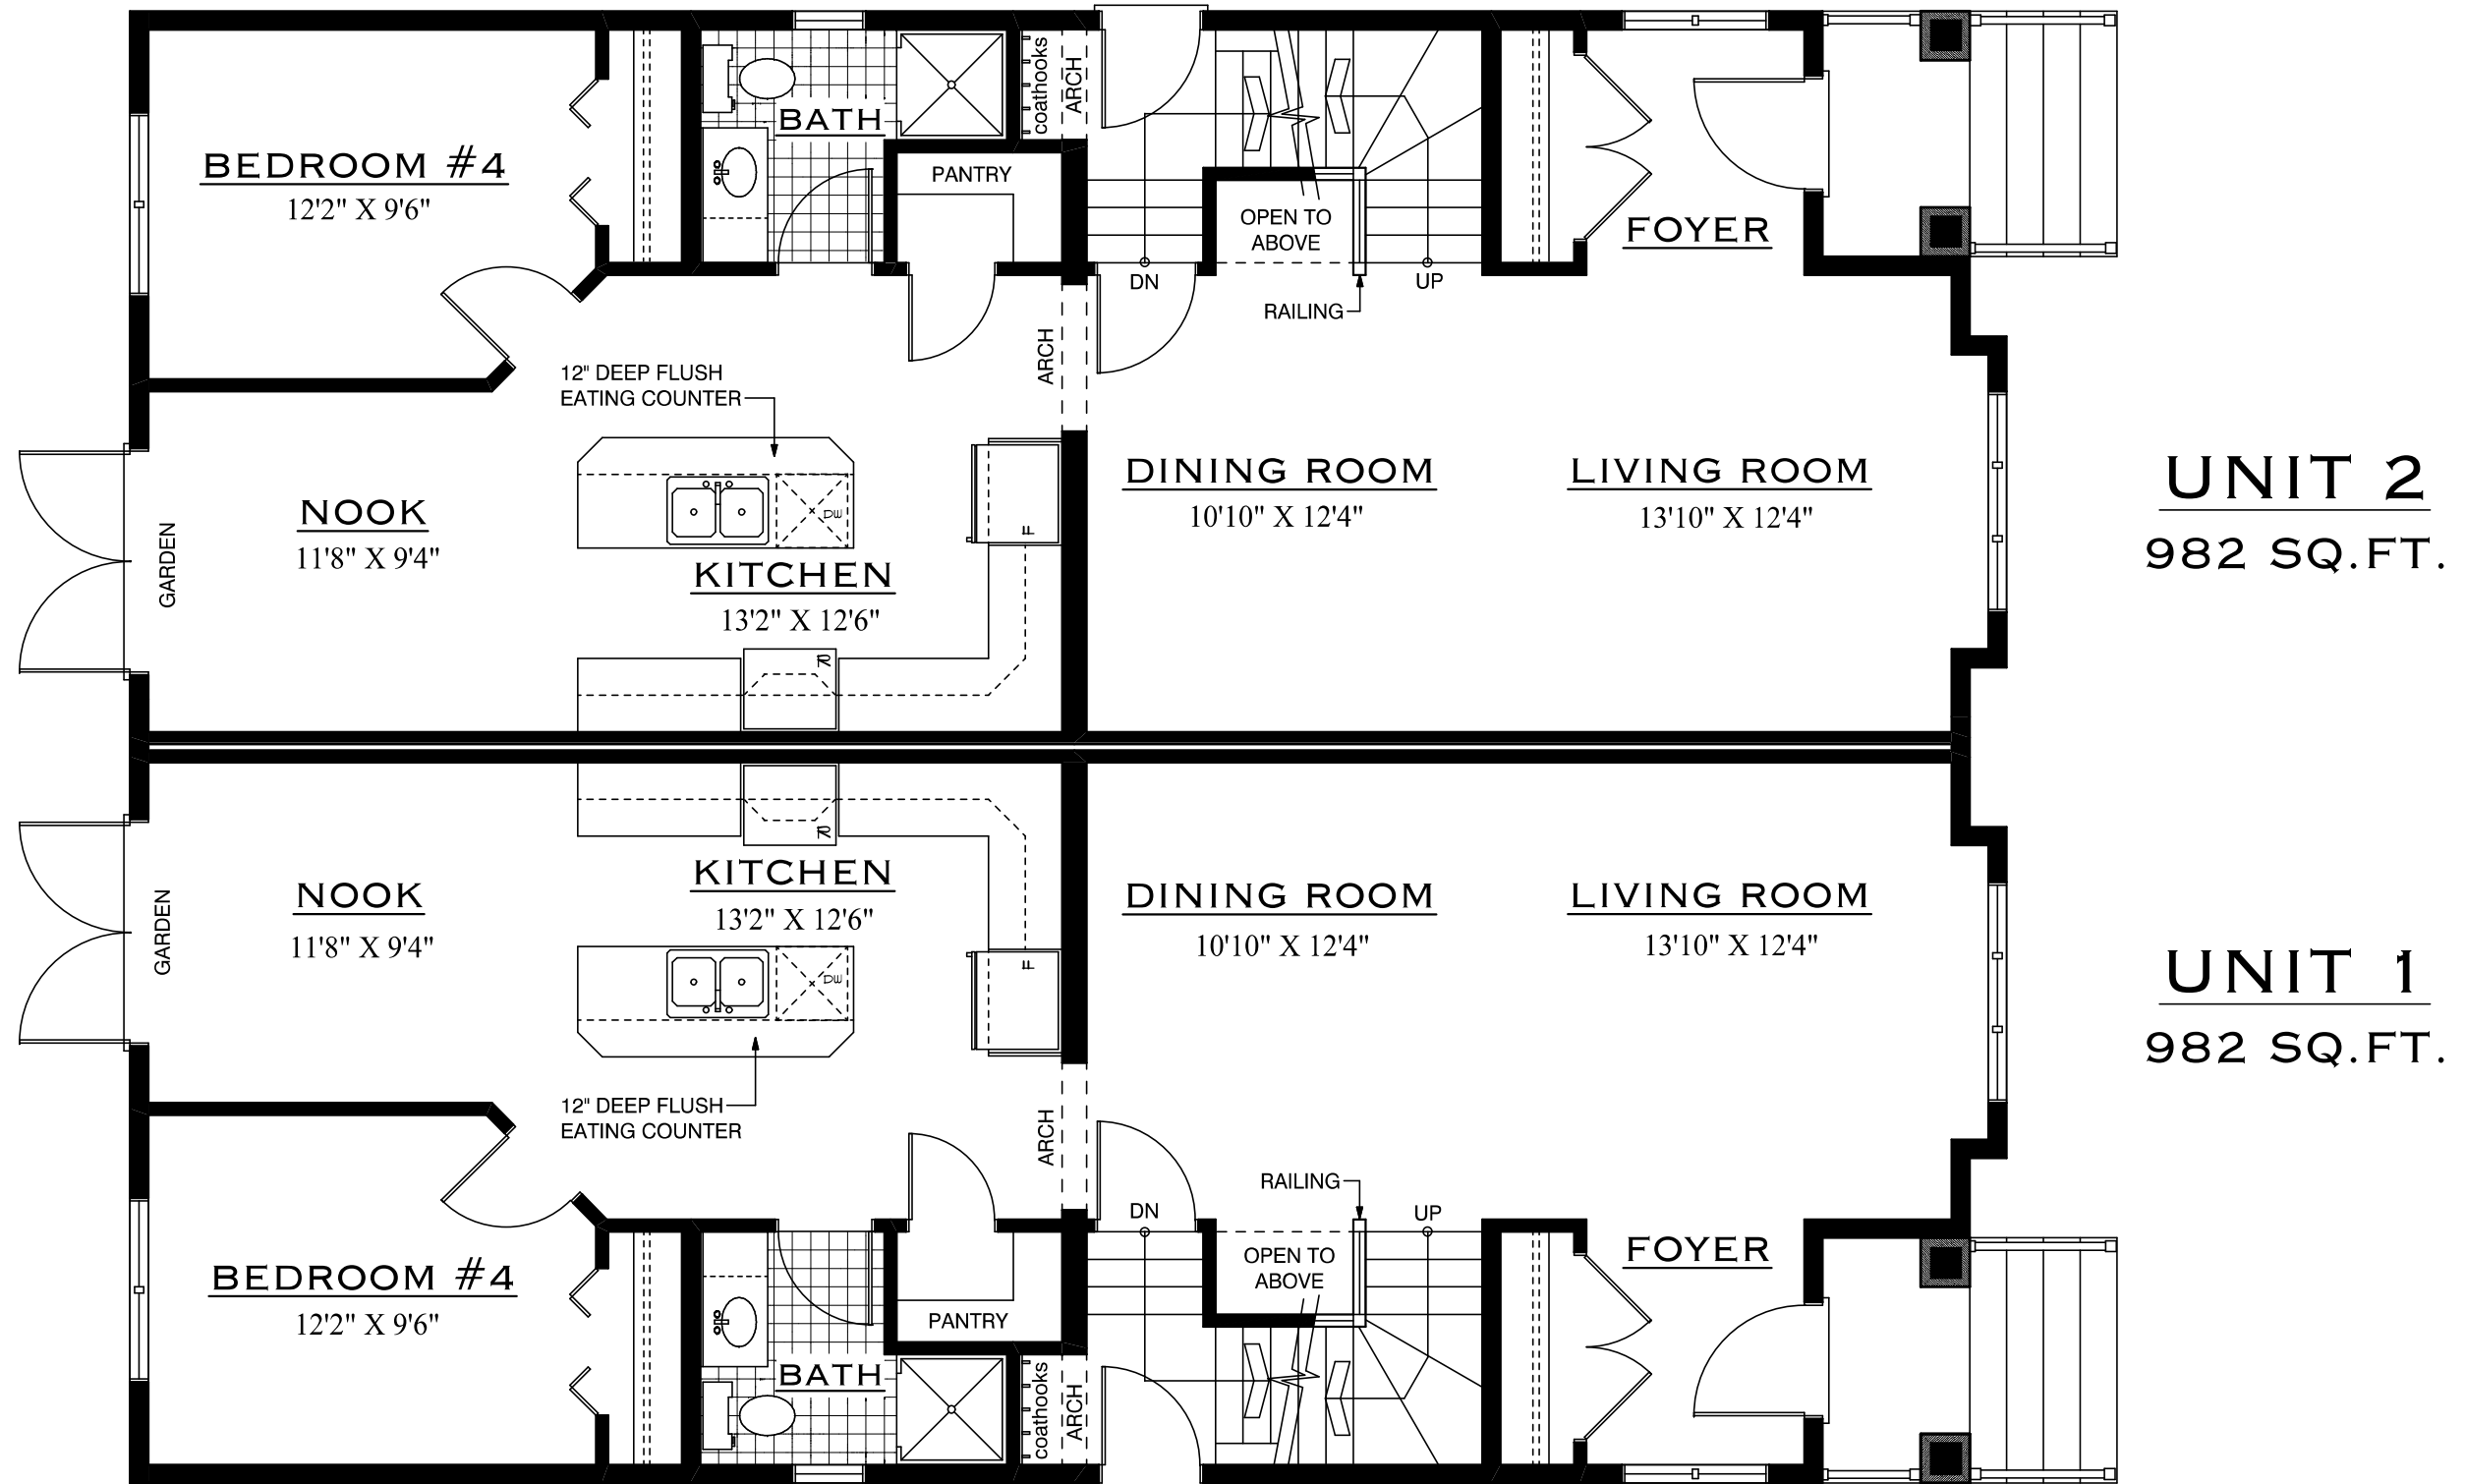 BEDROOM #4
12'2" X 9'6"
BATH
coathooks
ARCH
PANTRY
OPEN TO
ABOVE
DN
UP
RAILING
FOYER
12" DEEP FLUSH
EATING COUNTER
ARCH
NOOK
11'8" X 9'4"
GARDEN
DW
F
KITCHEN
13'2" X 12'6"
DINING ROOM
10'10" X 12'4"
LIVING ROOM
13'10" X 12'4"
UNIT 2
982 SQ.FT.
NOOK
11'8" X 9'4"
GARDEN
KITCHEN
13'2" X 12'6"
DW
F
DINING ROOM
10'10" X 12'4"
LIVING ROOM
13'10" X 12'4"
UNIT 1
982 SQ.FT.
12" DEEP FLUSH
EATING COUNTER
ARCH
RAILING
DN
UP
OPEN TO
ABOVE
FOYER
BEDROOM #4
12'2" X 9'6"
PANTRY
BATH
coathooks
ARCH